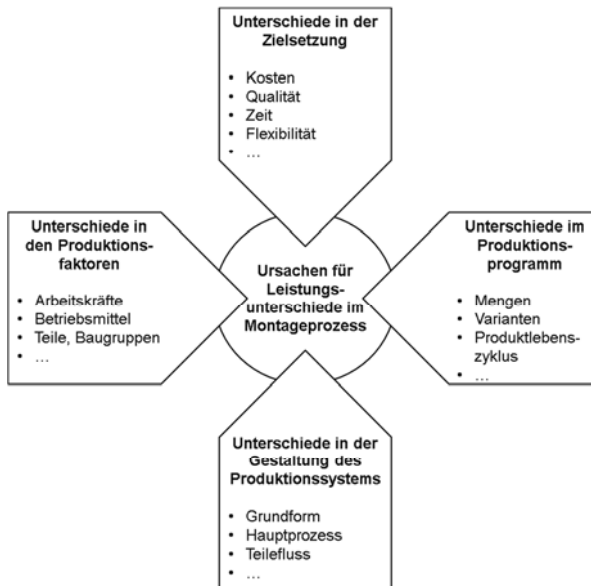 Unterschiede in der
Zielsetzung
• Kosten
• Qualität
• Zeit
• Flexibilität
• ...
Unterschiede in
den Produktions-
faktoren
• Arbeitskräfte
• Betriebsmittel
• Teile, Baugruppen
• ...
Ursachen für
Leistungs-
unterschiede im
Montageprozess
Unterschiede im
Produktions-
programm
• Mengen
• Varianten
• Produktlebens-
zyklus
• ...
Unterschiede in der
Gestaltung des
Produktionssystems
• Grundform
• Hauptprozess
• Teilefluss
• ...